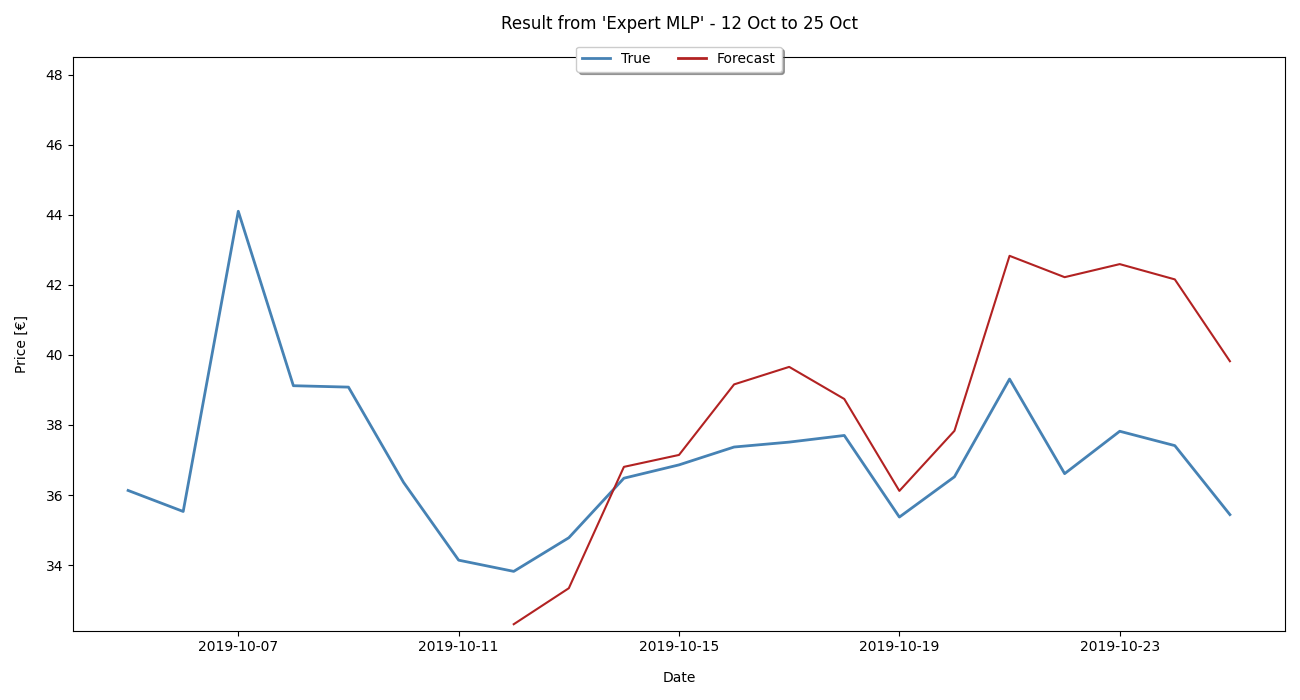 Result from 'Expert MLP' - 12 Oct to 25 Oct
True Forecast
48
46
44
42
40
38
36
34
Price [€]
2019-10-07 2019-10-11 2019-10-15 2019-10-19 2019-10-23
Date